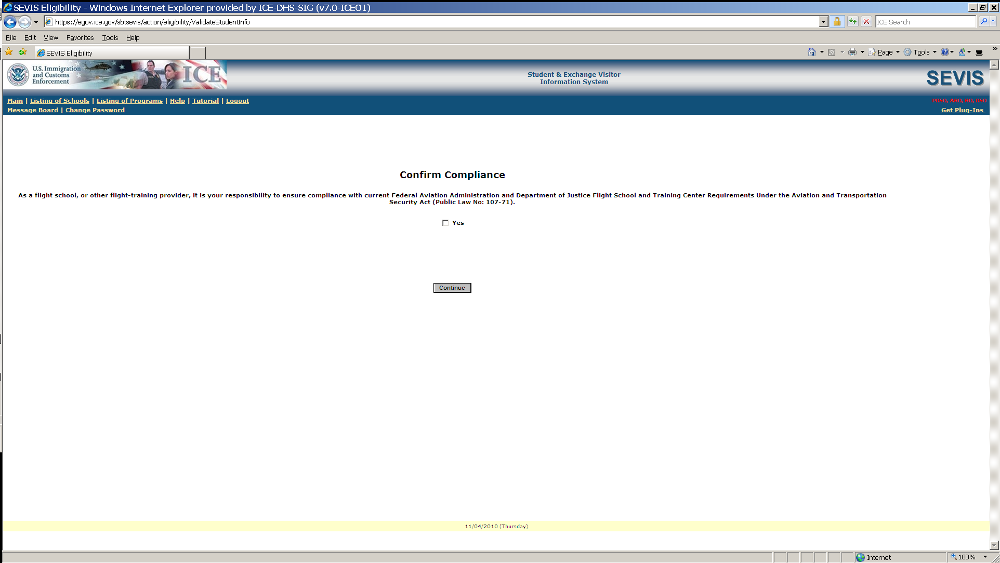 SEVIS Eligibility - Windows Internet Explorer provided by ICE-DHS-SIG (v7.0-ICEO1)
https://egov.ice.gov/sbtsevis/action/eligibility/ValidateStudentInfo
ICE Search
File Edit View Favorites Tools Help
SEVIS Eligibility
Page Tools
U.S. Immigration
and Customs
Enforcement
ICE
Student & Exchange Visitor
Information System
SEVIS
Main | Listing of Schools | Listing of Programs | Help | Tutorial | Logout
PDSO, ARO, RO, DSO
Message Board | Change Password
Get Plug-Ins
Confirm Compliance
As a flight school, or other flight-training provider, it is your responsibility to ensure compliance with current Federal Aviation Administration and Department of Justice Flight School and Training Center Requirements Under the Aviation and Transportation
Security Act (Public Law No: 107-71).
Yes
Continue
11/04/2010 (Thursday)
Internet
100%